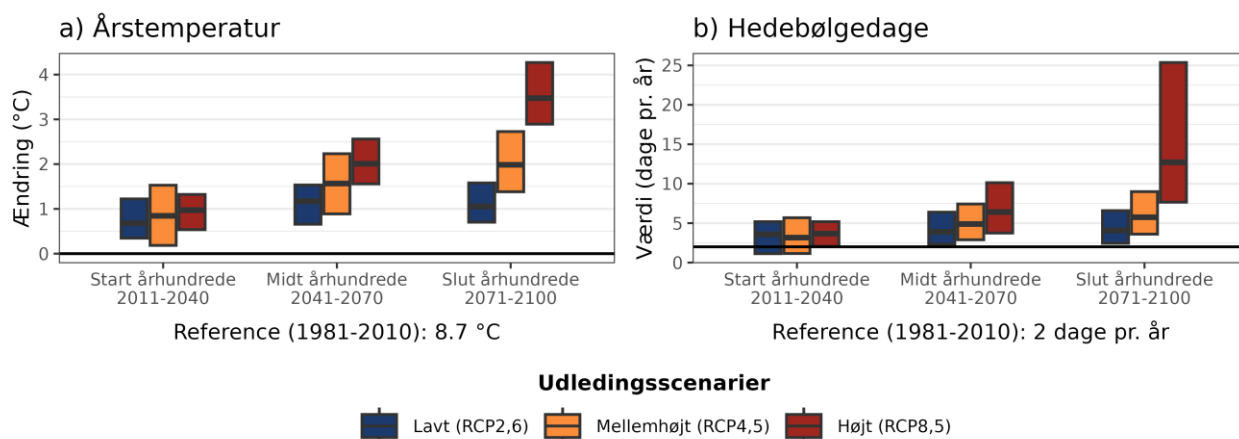 a) Årstemperatur
Ændring (°C)
4
3
2
1
0
Start århundrede
2011-2040
Midt århundrede
2041-2070
Slut århundrede
2071-2100
Reference (1981-2010): 8.7 °C
b) Hedebølgedage
Værdi (dage pr. år)
25
20
15
10
5
0
Start århundrede
2011-2040
Midt århundrede
2041-2070
Slut århundrede
2071-2100
Reference (1981-2010): 2 dage pr. år
Udledingsscenarier
Lavt (RCP2,6)
Mellemhøjt (RCP4,5)
Højt (RCP8,5)